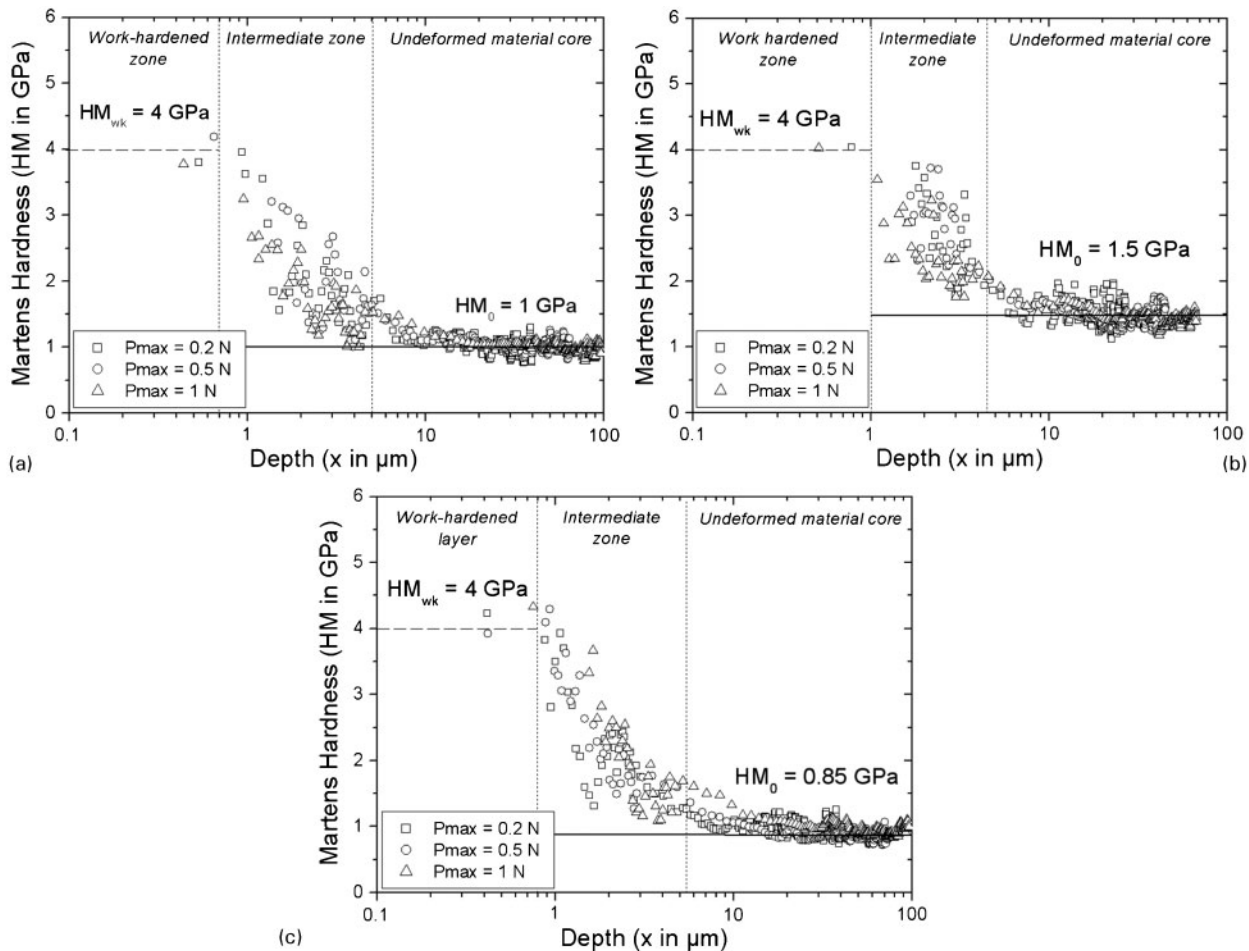 Martens Hardness (HM in GPa)
6
5
4
3
2
1
0
Work-hardened zone
Intermediate zone
Undeformed material core
HMwk = 4 GPa
HM0 = 1 GPa
Pmax = 0.2 N
Pmax = 0.5 N
Pmax = 1 N
0.1
1
10
100
Depth (x in µm)
(a)
Martens Hardness (HM in GPa)
6
5
4
3
2
1
0
Work hardened zone
Intermediate zone
Undeformed material core
HMwk = 4 GPa
HM0 = 1.5 GPa
Pmax = 0.2 N
Pmax = 0.5 N
Pmax = 1 N
0.1
1
10
100
Depth (x in µm)
(b)
Martens Hardness (HM in GPa)
6
5
4
3
2
1
0
Work-hardened layer
Intermediate zone
Undeformed material core
HMwk = 4 GPa
HM0 = 0.85 GPa
Pmax = 0.2 N
Pmax = 0.5 N
Pmax = 1 N
0.1
1
10
100
Depth (x in µm)
(c)